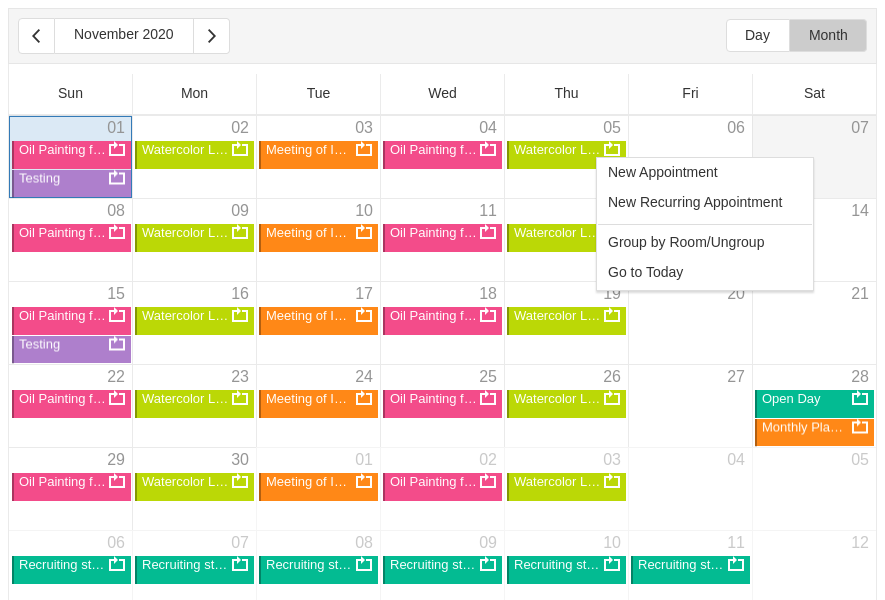 November 2020
Day Month
Sun Mon Tue Wed Thu Fri Sat
01 02 03 04 05 06 07
Oil Painting f... Watercolor L... Meeting of I... Oil Painting f... Watercolor L...
Testing
New Appointment
New Recurring Appointment
Group by Room/Ungroup
Go to Today
08 09 10 11 14
Oil Painting f... Watercolor L... Meeting of I... Oil Painting f... Watercolor L...
15 16 17 18 19 20 21
Oil Painting f... Watercolor L... Meeting of I... Oil Painting f... Watercolor L...
Testing
22 23 24 25 26 27 28
Oil Painting f... Watercolor L... Meeting of I... Oil Painting f... Watercolor L... Open Day
Monthly Pla...
29 30 01 02 03 04 05
Oil Painting f... Watercolor L... Meeting of I... Oil Painting f... Watercolor L...
06 07 08 09 10 11 12
Recruiting st... Recruiting st... Recruiting st... Recruiting st... Recruiting st... Recruiting st...